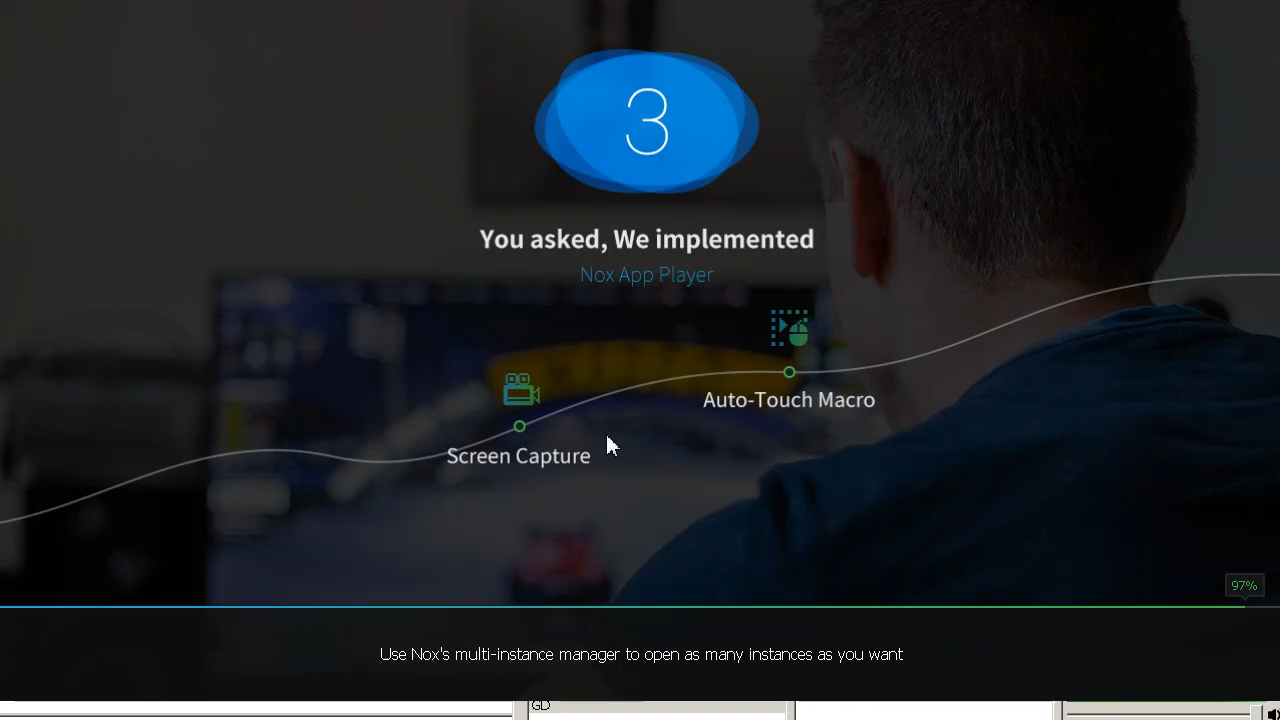 3
You asked, We implemented
Nox App Player
Auto-Touch Macro
Screen Capture
97%
Use Nox's multi-instance manager to open as many instances as you want
GD